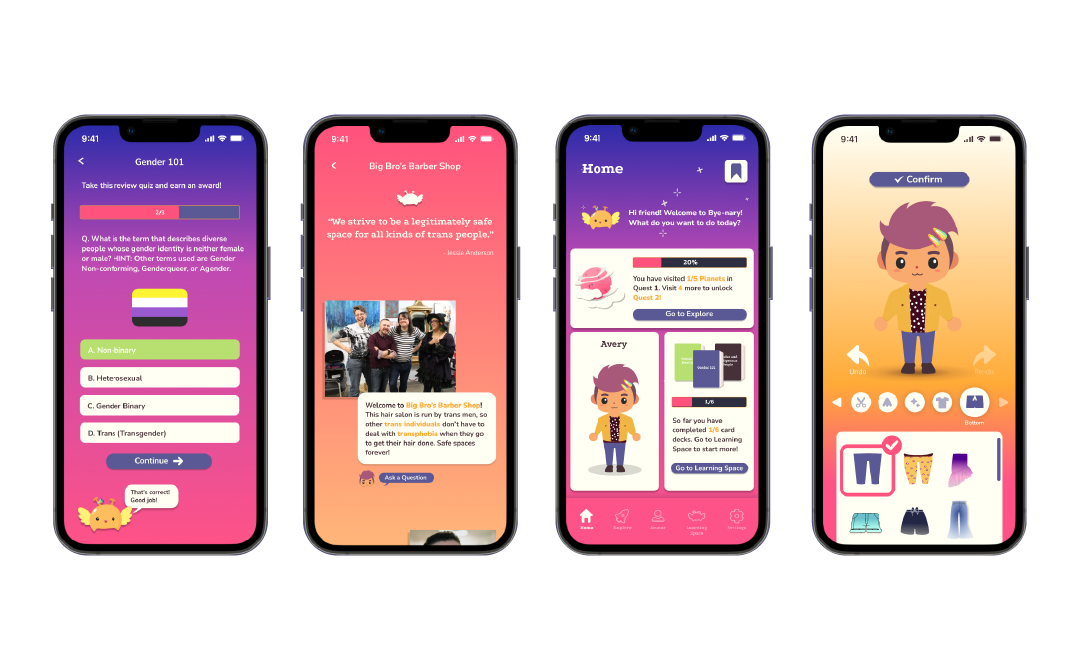 9:41
Gender 101
Take this review quiz and earn an award!
Q. What is the term that describes diverse
people whose gender identity is neither female
or male? HINT: Other terms used are Gender
Non-conforming, Genderqueer, or Agender.
A. Non-binary
B. Heterosexual
C. Gender Binary
D. Trans (Transgender)
Continue
That's correct!
Good job!
9:41
Big Bro's Barber Shop
"We strive to be a legitimately safe
space for all kinds of trans people."
- Jessie Anderson
Welcome to Big Bro's Barber Shop!
This hair salon is run by trans men, so
other trans individuals don't have to
deal with transphobia when they go
to get their hair done. Safe spaces
forever!
Ask a Question
9:41
Home
Hi friend! Welcome to Bye-nary!
What do you want to do today?
20%
You have visited 1/5 Planets in
Quest 1. Visit 4 more to unlock
Quest 2!
Go to Explore
Avery
Gender 101
1/6
So far you have
completed 1/6 card
decks. Go to Learning
Space to start more!
Go to Learning Space
Home
Explore
Avatar
Learning
Space
Settings
9:41
Confirm
Undo
Redo
Bottom